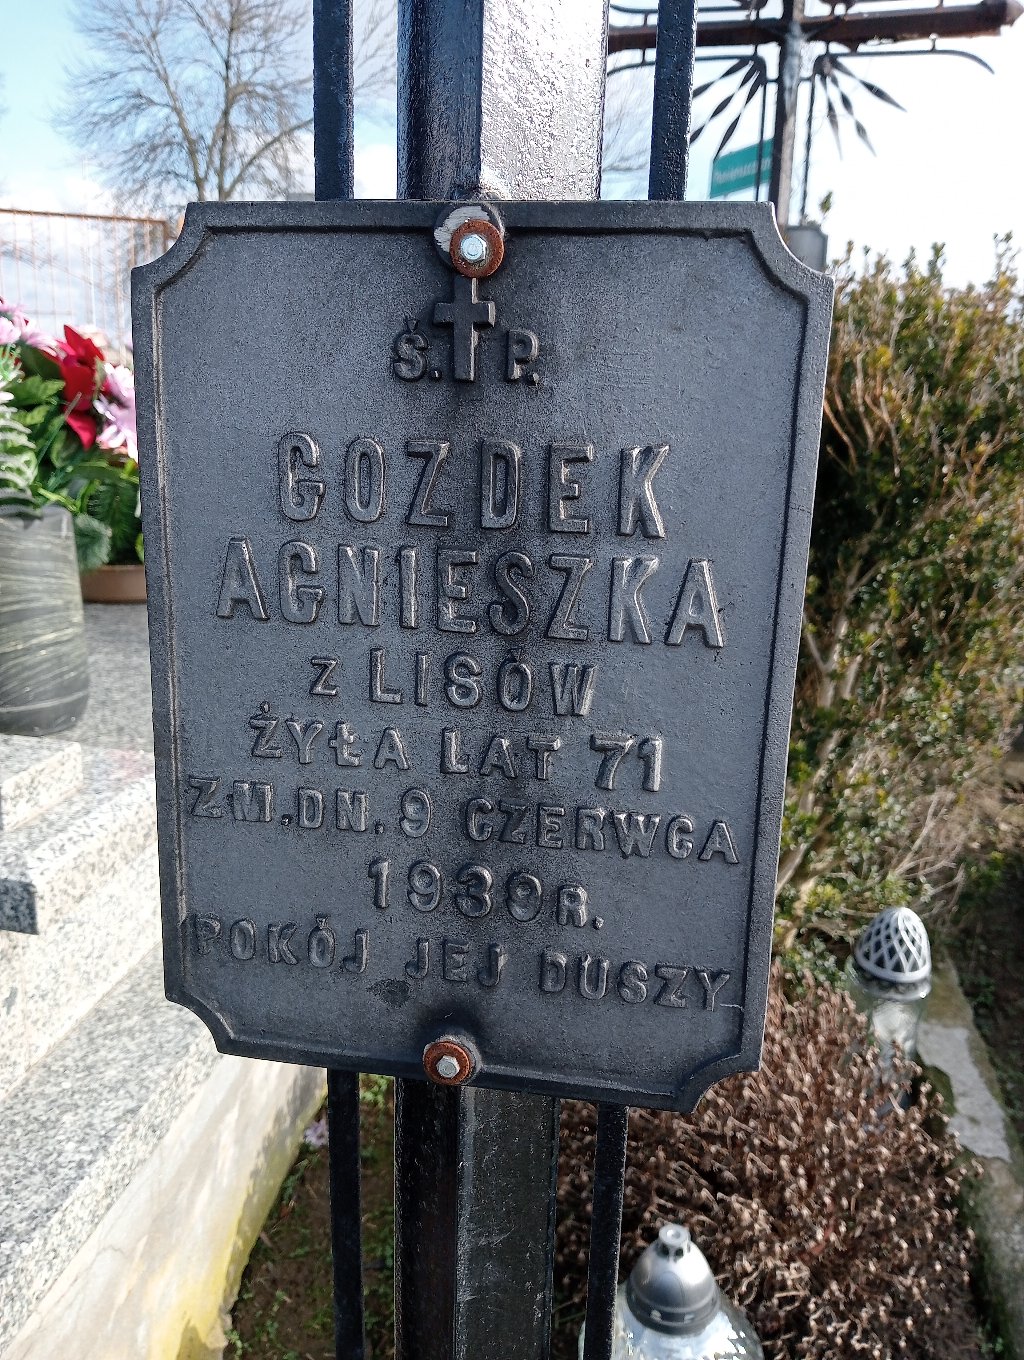 Ś. P.
GOZDEK
AGNIESZKA
z LISÓW
ŻYŁA LAT 71
ZM. DN. 9 CZERWCA
1939 R.
POKÓJ JEJ DUSZY